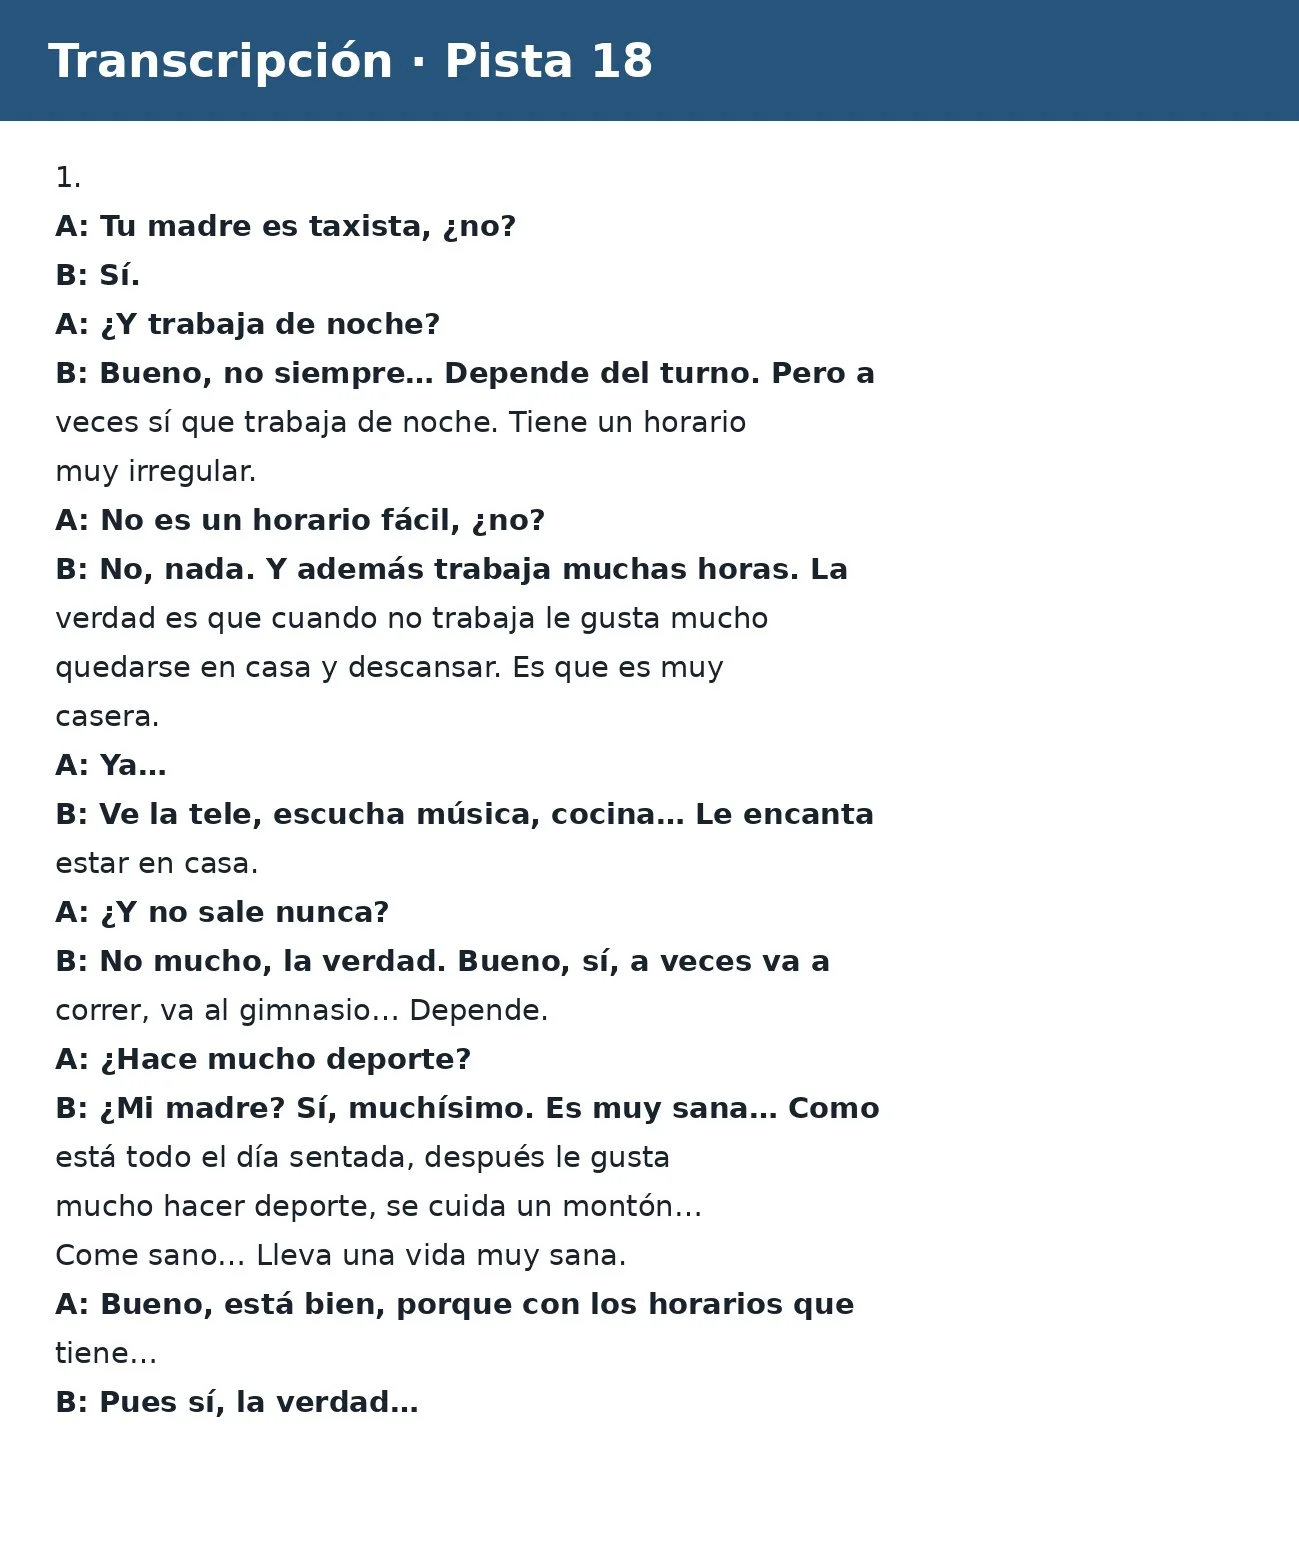 Transcripción · Pista 18
1.
A: Tu madre es taxista, ¿no?
B: Sí.
A: ¿Y trabaja de noche?
B: Bueno, no siempre… Depende del turno. Pero a
veces sí que trabaja de noche. Tiene un horario
muy irregular.
A: No es un horario fácil, ¿no?
B: No, nada. Y además trabaja muchas horas. La
verdad es que cuando no trabaja le gusta mucho
quedarse en casa y descansar. Es que es muy
casera.
A: Ya…
B: Ve la tele, escucha música, cocina… Le encanta
estar en casa.
A: ¿Y no sale nunca?
B: No mucho, la verdad. Bueno, sí, a veces va a
correr, va al gimnasio… Depende.
A: ¿Hace mucho deporte?
B: ¿Mi madre? Sí, muchísimo. Es muy sana… Como
está todo el día sentada, después le gusta
mucho hacer deporte, se cuida un montón…
Come sano… Lleva una vida muy sana.
A: Bueno, está bien, porque con los horarios que
tiene…
B: Pues sí, la verdad…